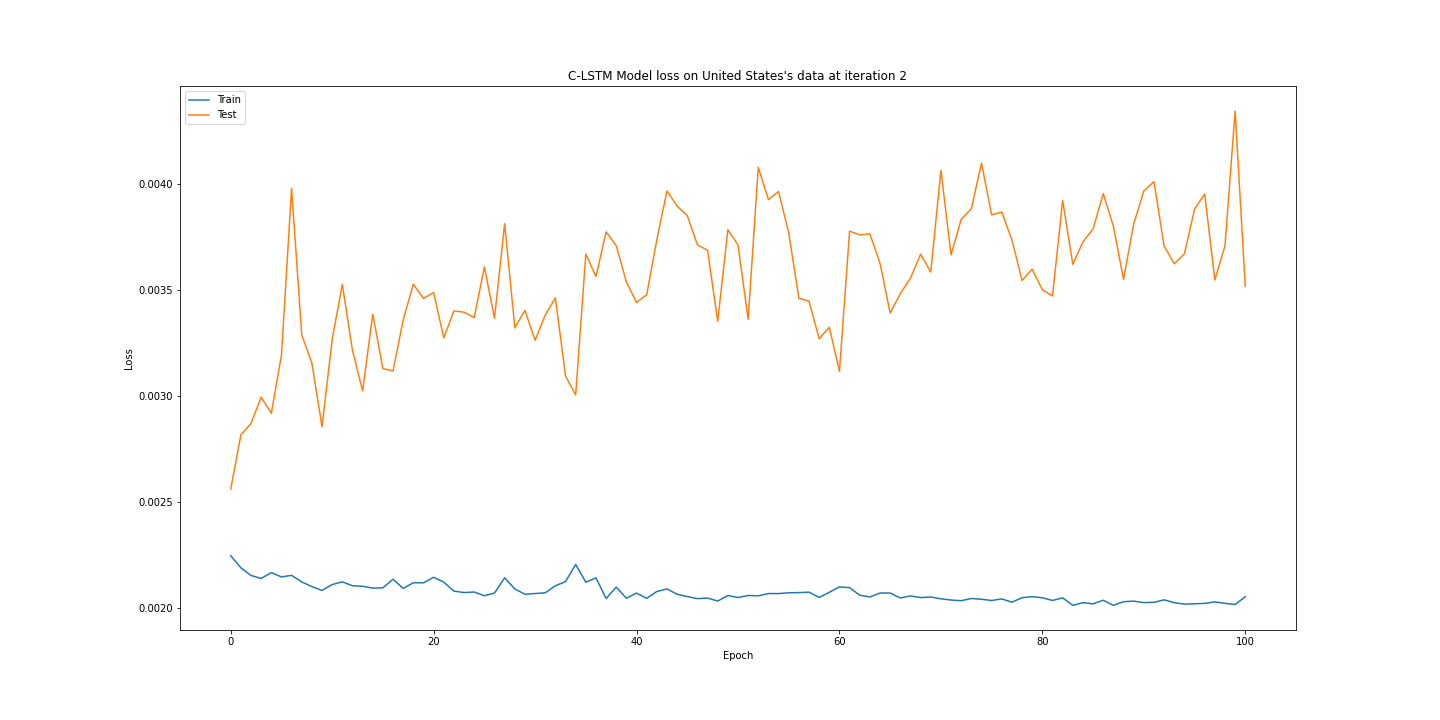 C-LSTM Model loss on United States's data at iteration 2
Train
Test
0.0040
0.0035
0.0030
0.0025
0.0020
Loss
0 20 40 60 80 100
Epoch